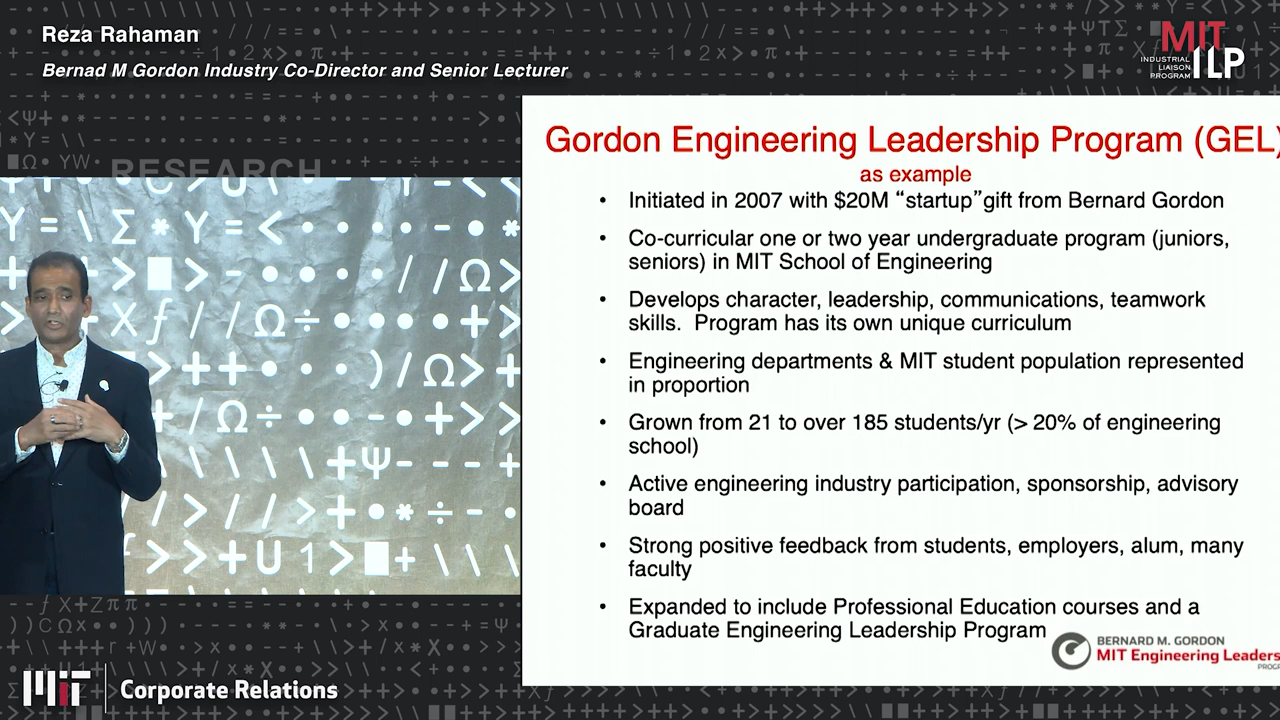 Reza Rahaman
Bernad M Gordon Industry Co-Director and Senior Lecturer
MIT
INDUSTRIAL
LIAISON
PROGRAM
ILP
RESEARCH
Gordon Engineering Leadership Program (GEL)
as example
• Initiated in 2007 with $20M “startup”gift from Bernard Gordon
• Co-curricular one or two year undergraduate program (juniors,
seniors) in MIT School of Engineering
• Develops character, leadership, communications, teamwork
skills. Program has its own unique curriculum
• Engineering departments & MIT student population represented
in proportion
• Grown from 21 to over 185 students/yr (> 20% of engineering
school)
• Active engineering industry participation, sponsorship, advisory
board
• Strong positive feedback from students, employers, alum, many
faculty
• Expanded to include Professional Education courses and a
Graduate Engineering Leadership Program
BERNARD M. GORDON
MIT Engineering Leaders
PROGR
MIT Corporate Relations